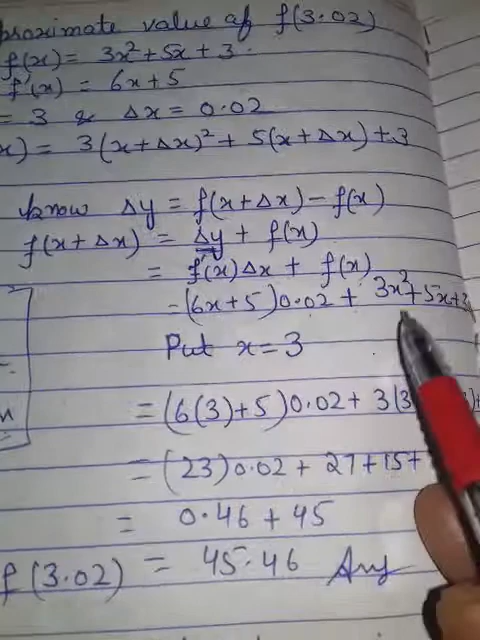 proximate value of f(3.02)
f(x) = 3x² + 5x + 3.
f'(x) = 6x + 5
= 3 & Δx = 0.02
x) = 3(x+Δx)² + 5(x+Δx) + 3
know Δy = f(x+Δx) - f(x)
f(x+Δx) = Δy + f(x)
= f'(x)Δx + f(x)
= (6x+5)0.02 + 3x²+5x+3
Put x = 3
= (6(3)+5)0.02 + 3(3
= (23)0.02 + 27+15+
= 0.46 + 45
f(3.02) = 45.46 Ans